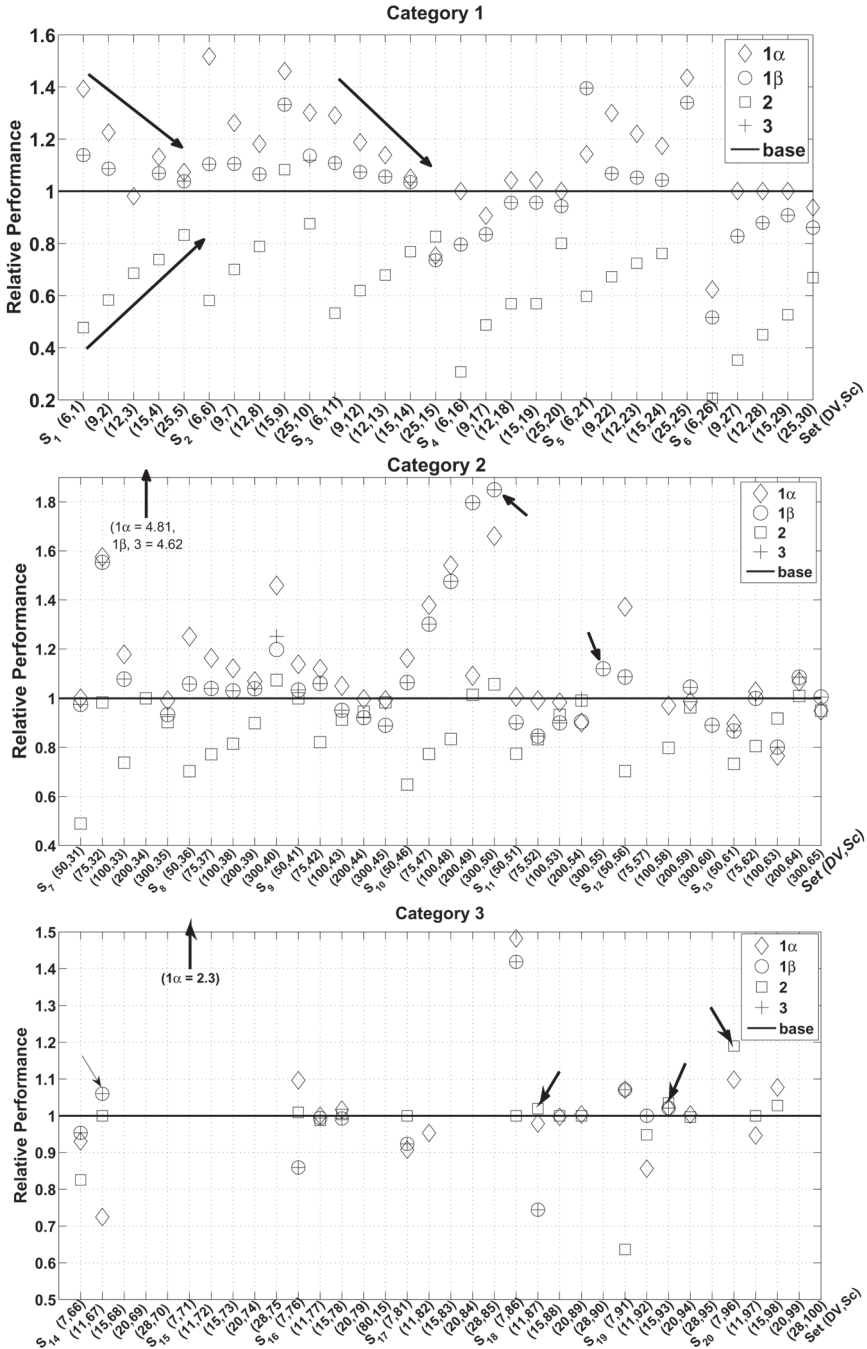 Category 1
Relative Performance
1.6
1.4
1.2
1
0.8
0.6
0.4
0.2
1α
1β
2
3
base
S1 (6,1)
(9,2)
(12,3)
(15,4)
(25,5)
S2 (6,6)
(9,7)
(12,8)
(15,9)
(25,10)
S3 (6,11)
(9,12)
(12,13)
(15,14)
(25,15)
S4 (6,16)
(9,17)
(12,18)
(15,19)
(25,20)
S5 (6,21)
(9,22)
(12,23)
(15,24)
(25,25)
S6 (6,26)
(9,27)
(12,28)
(15,29)
(25,30)
Set (DV,Sc)
Category 2
Relative Performance
1.8
1.6
1.4
1.2
1
0.8
0.6
0.4
(1α = 4.81,
1β, 3 = 4.62)
1α
1β
2
3
base
S7 (50,31)
(75,32)
(100,33)
(200,34)
(300,35)
S8 (50,36)
(75,37)
(100,38)
(200,39)
(300,40)
S9 (50,41)
(75,42)
(100,43)
(200,44)
(300,45)
S10 (50,46)
(75,47)
(100,48)
(200,49)
(300,50)
S11 (50,51)
(75,52)
(100,53)
(200,54)
(300,55)
S12 (50,56)
(75,57)
(100,58)
(200,59)
(300,60)
S13 (50,61)
(75,62)
(100,63)
(200,64)
(300,65)
Set (DV,Sc)
Category 3
Relative Performance
1.5
1.4
1.3
1.2
1.1
1
0.9
0.8
0.7
0.6
0.5
(1α = 2.3)
1α
1β
2
3
base
S14 (7,66)
(11,67)
(15,68)
(20,69)
(28,70)
S15 (7,71)
(11,72)
(15,73)
(20,74)
(28,75
S16 (7,76)
(11,77)
(15,78)
(20,79)
(80,15)
S17 (7,81)
(11,82)
(15,83)
(20,84)
(28,85)
S18 (7,86)
(11,87)
(15,88)
(20,89)
(28,90)
S19 (7,91)
(11,92)
(15,93)
(20,94)
(28,95)
S20 (7,96)
(11,97)
(15,98)
(20,99)
(28,100)
Set (DV,Sc)